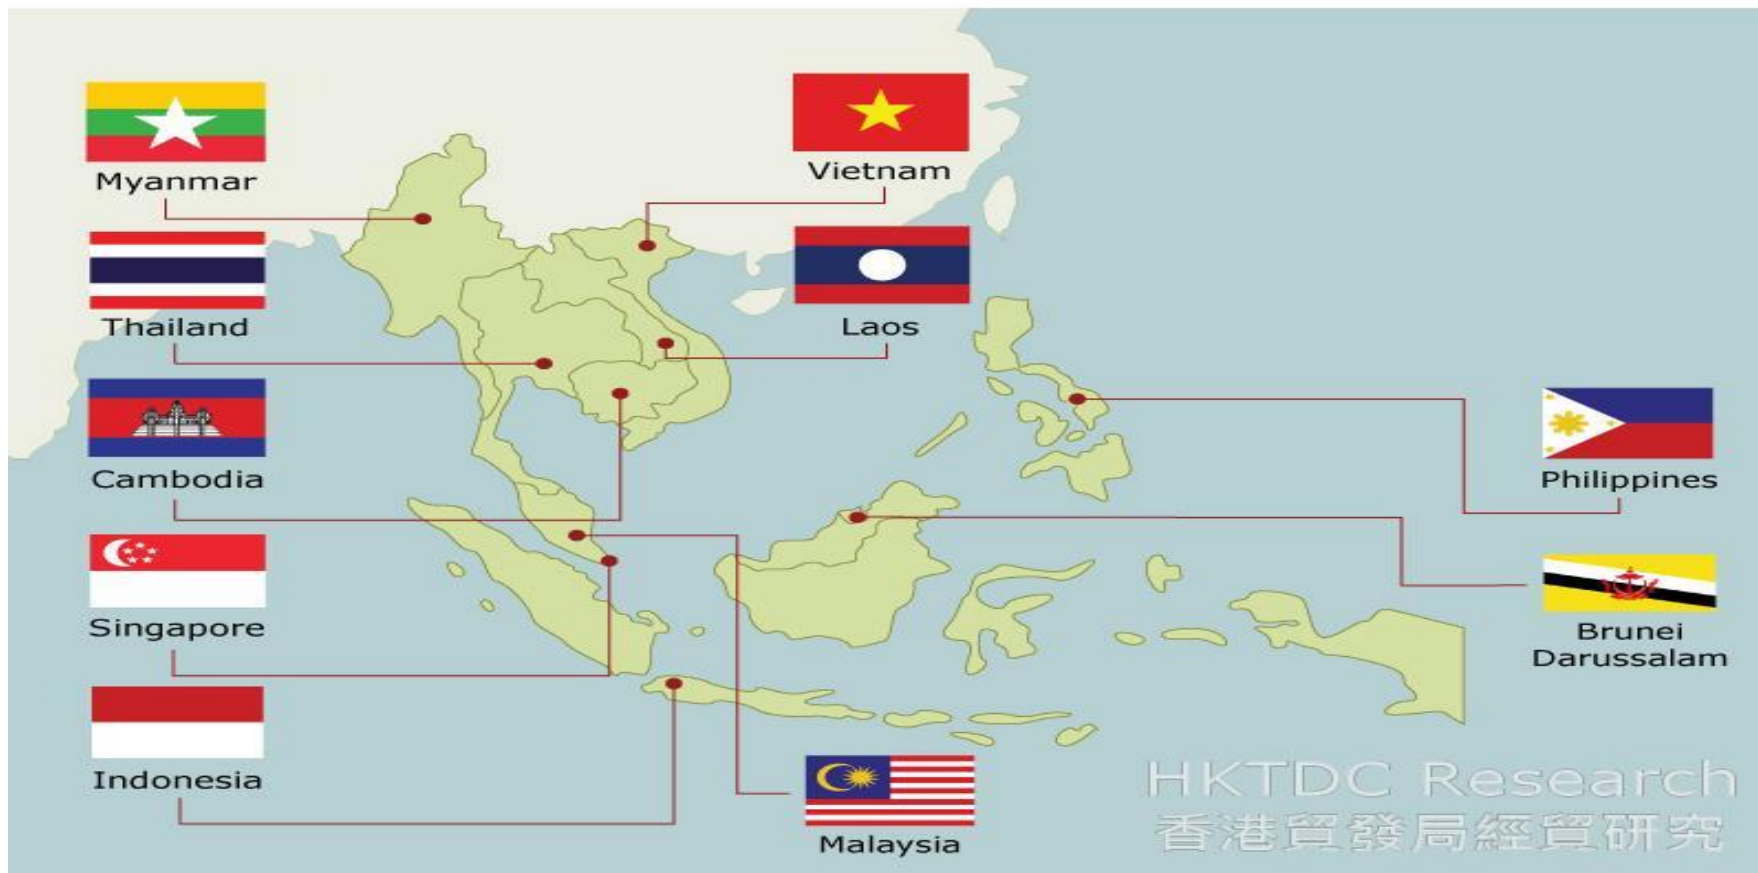 Myanmar
Vietnam
Thailand
Laos
Cambodia
Philippines
Singapore
Brunei
Darussalam
Indonesia
Malaysia
HKTDC Research
香港貿發局經貿研究